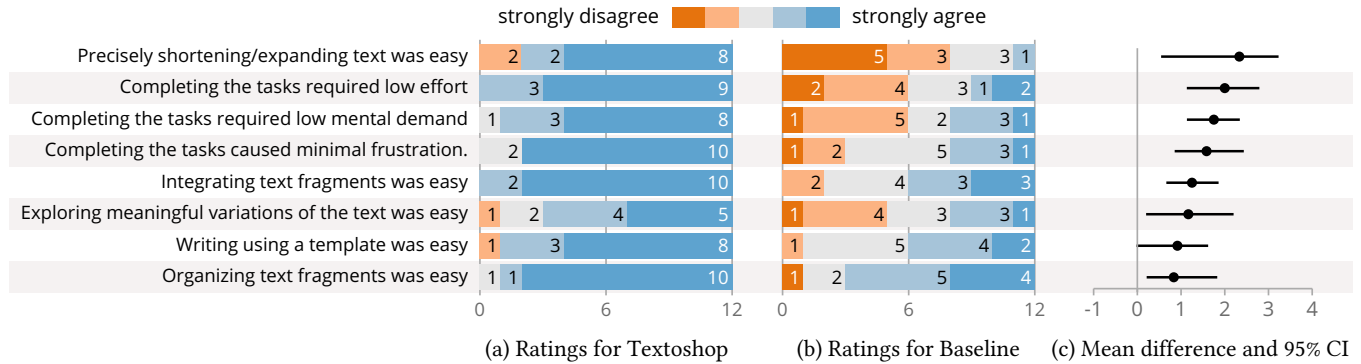 strongly disagree strongly agree
Precisely shortening/expanding text was easy 2 2 8 5 3 3 1
Completing the tasks required low effort 3 9 2 4 3 1 2
Completing the tasks required low mental demand 1 3 8 1 5 2 3 1
Completing the tasks caused minimal frustration. 2 10 1 2 5 3 1
Integrating text fragments was easy 2 10 2 4 3 3
Exploring meaningful variations of the text was easy 1 2 4 5 1 4 3 3 1
Writing using a template was easy 1 3 8 1 5 4 2
Organizing text fragments was easy 1 1 10 1 2 5 4
0 6 12 0 6 12 -1 0 1 2 3 4
(a) Ratings for Textoshop (b) Ratings for Baseline (c) Mean difference and 95% CI